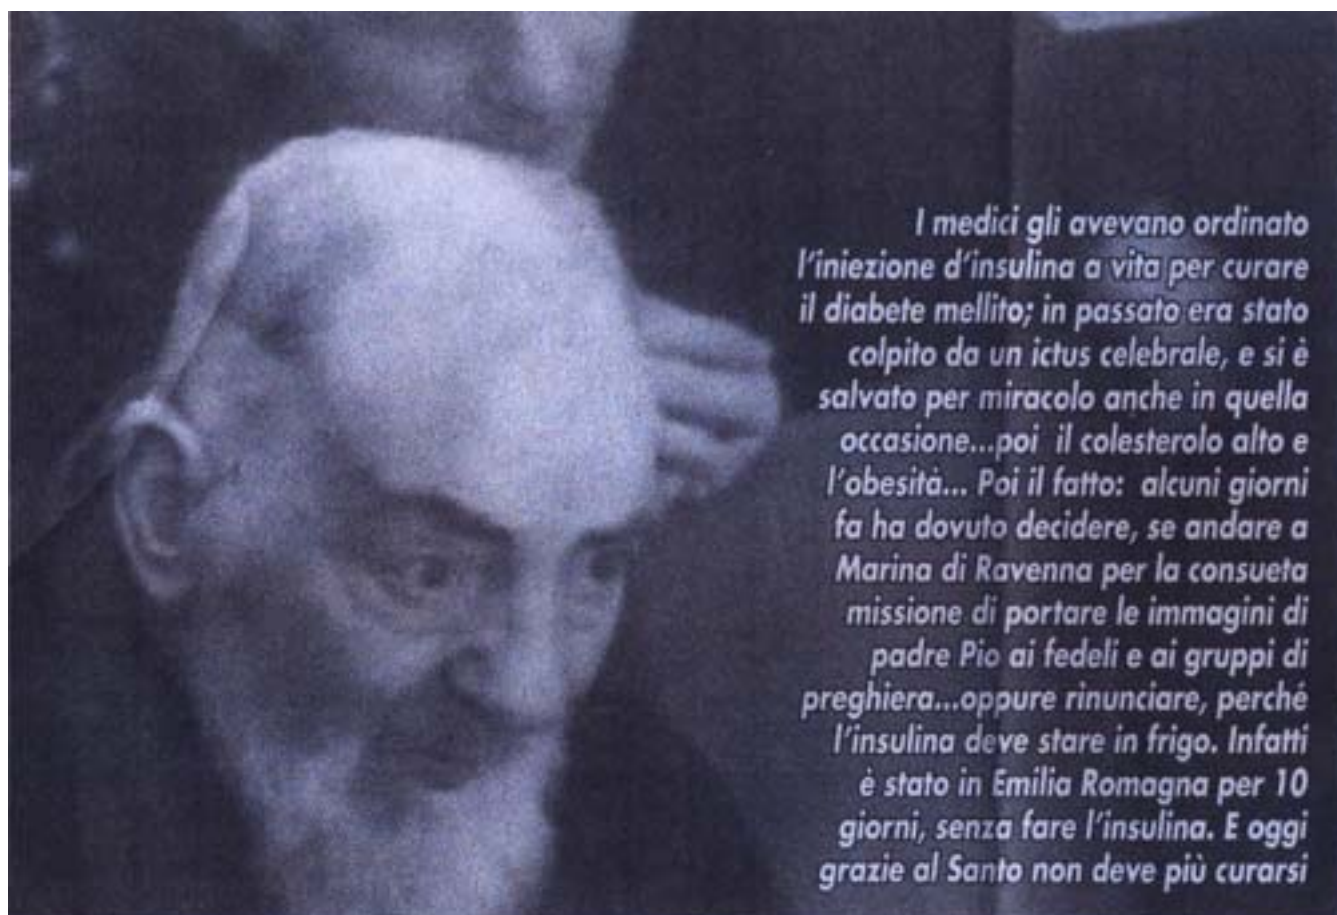 I medici gli avevano ordinato
l'iniezione d'insulina a vita per curare
il diabete mellito; in passato era stato
colpito da un ictus celebrale, e si è
salvato per miracolo anche in quella
occasione...poi il colesterolo alto e
l'obesità... Poi il fatto: alcuni giorni
fa ha dovuto decidere, se andare a
Marina di Ravenna per la consueta
missione di portare le immagini di
padre Pio ai fedeli e ai gruppi di
preghiera...oppure rinunciare, perché
l'insulina deve stare in frigo. Infatti
è stato in Emilia Romagna per 10
giorni, senza fare l'insulina. E oggi
grazie al Santo non deve più curarsi